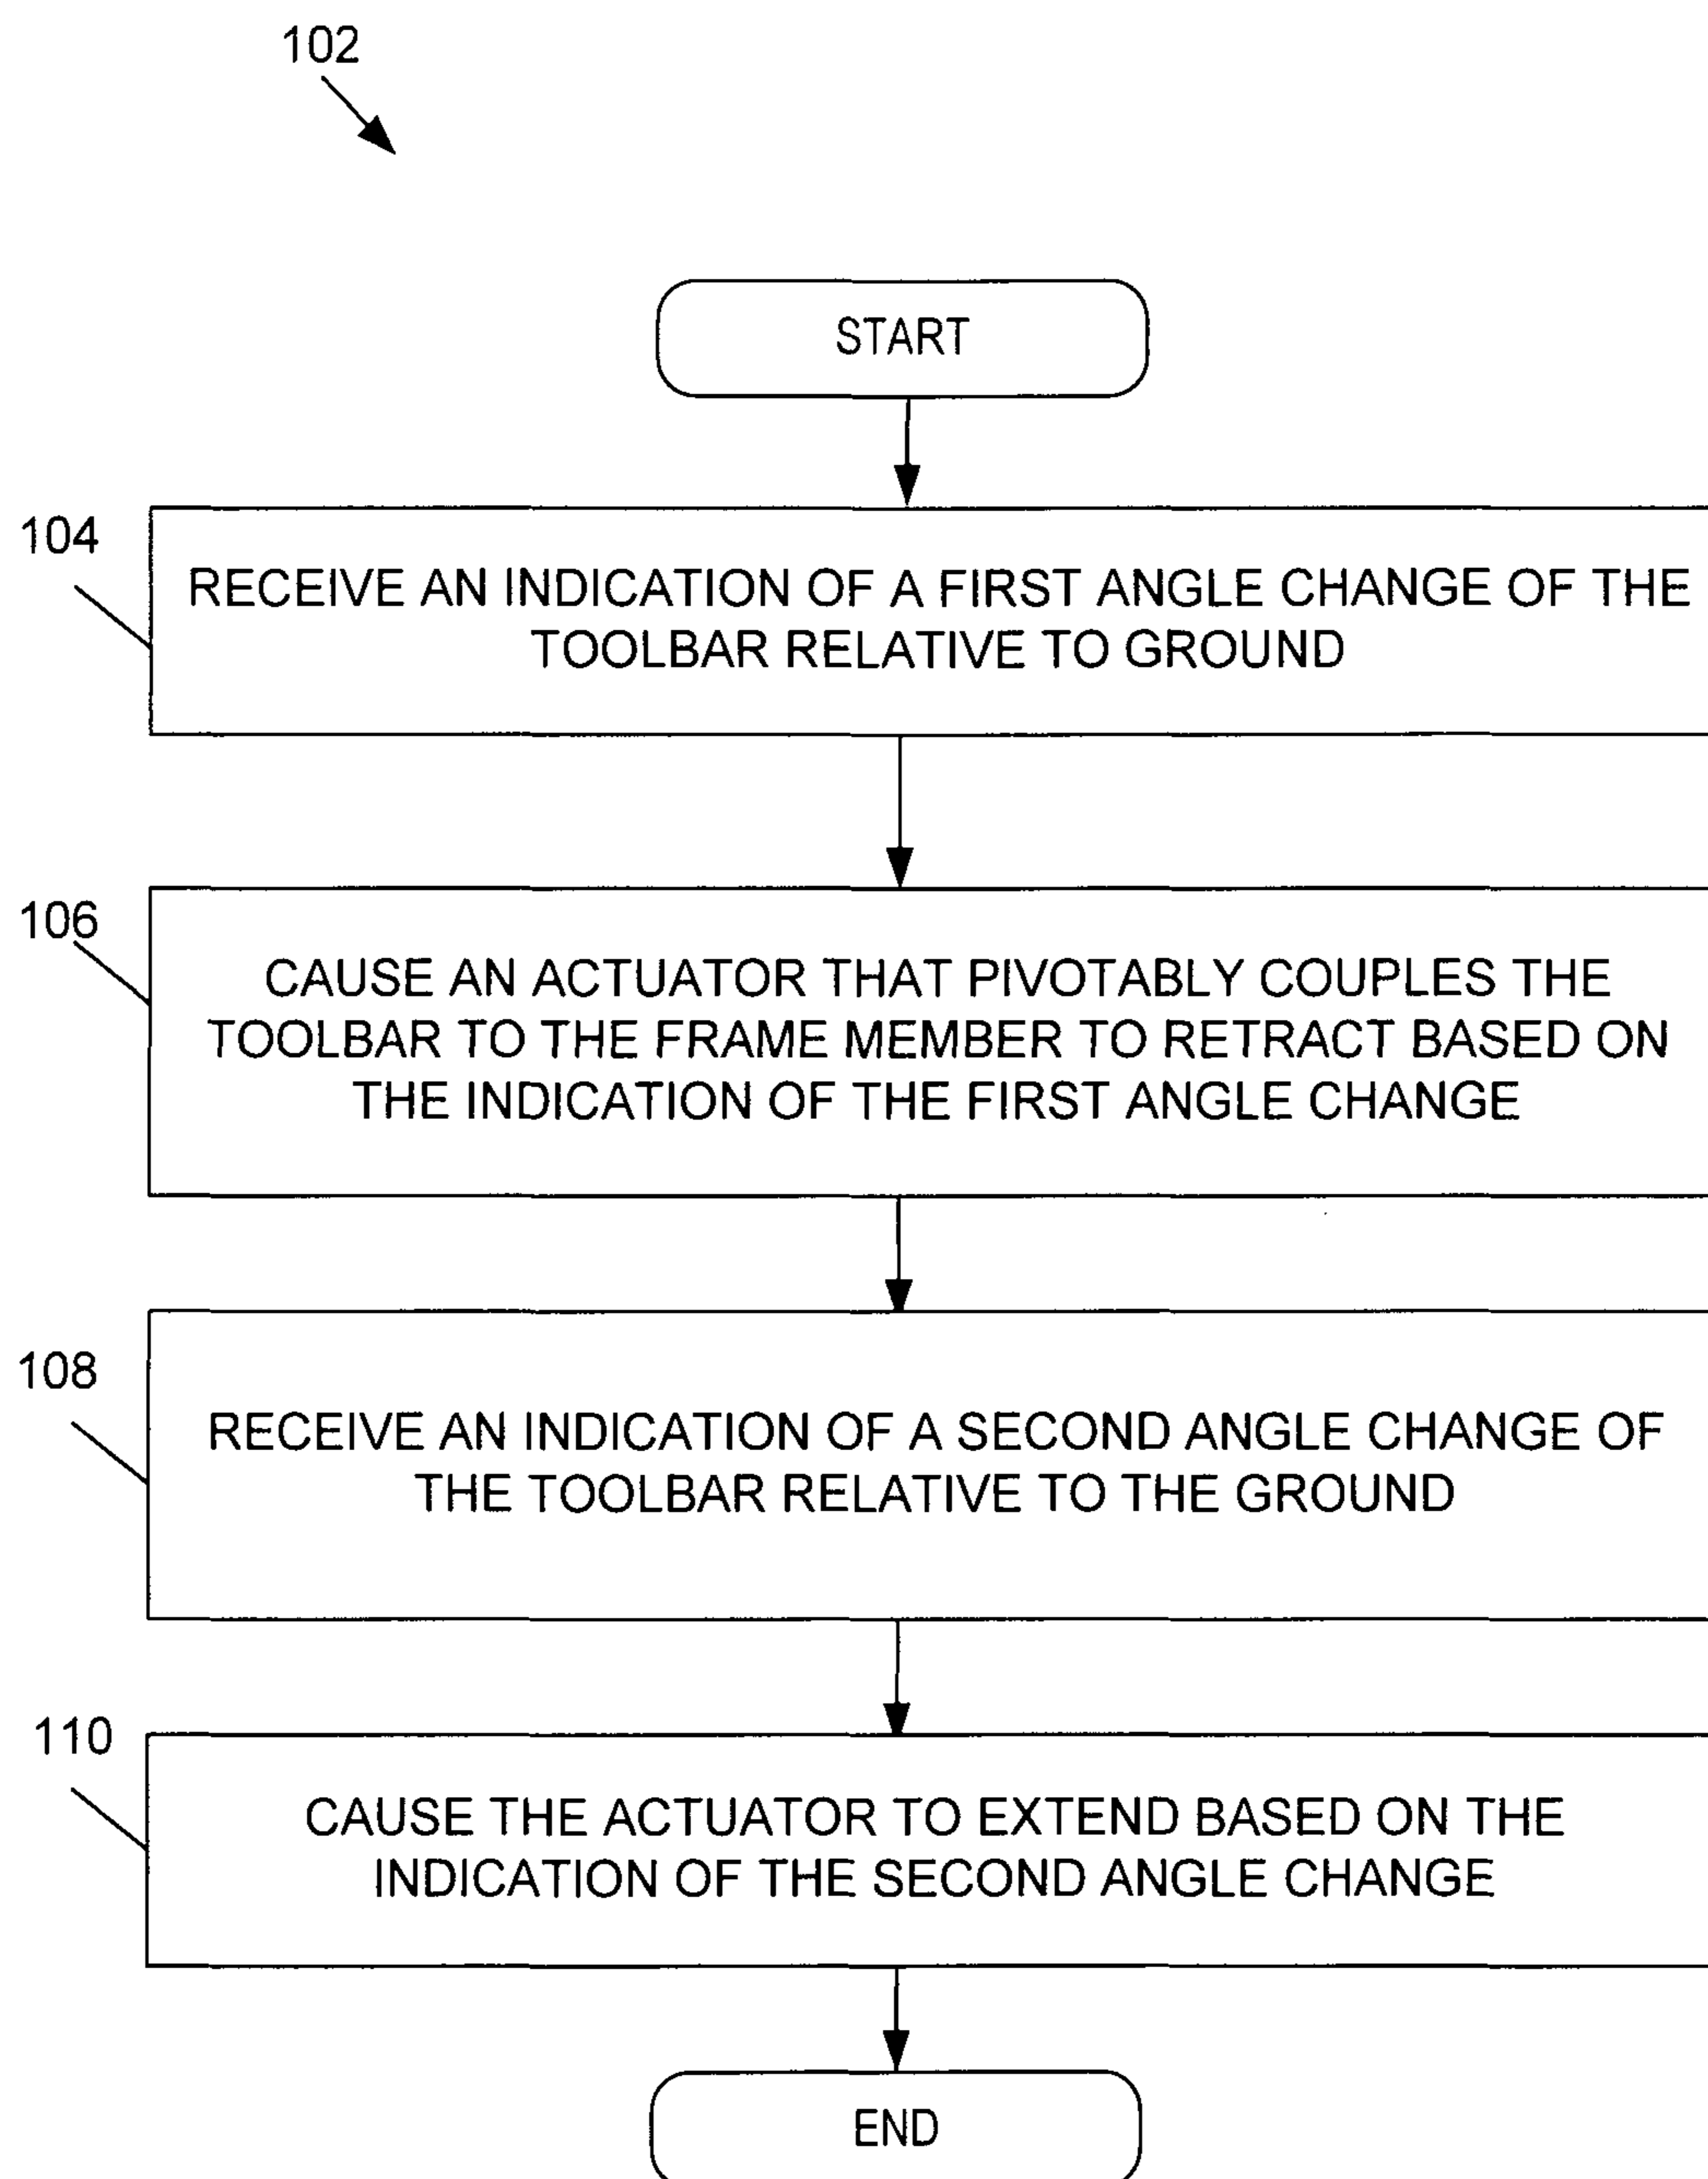 102
START
104
RECEIVE AN INDICATION OF A FIRST ANGLE CHANGE OF THE
TOOLBAR RELATIVE TO GROUND
106
CAUSE AN ACTUATOR THAT PIVOTABLY COUPLES THE
TOOLBAR TO THE FRAME MEMBER TO RETRACT BASED ON
THE INDICATION OF THE FIRST ANGLE CHANGE
108
RECEIVE AN INDICATION OF A SECOND ANGLE CHANGE OF
THE TOOLBAR RELATIVE TO THE GROUND
110
CAUSE THE ACTUATOR TO EXTEND BASED ON THE
INDICATION OF THE SECOND ANGLE CHANGE
END